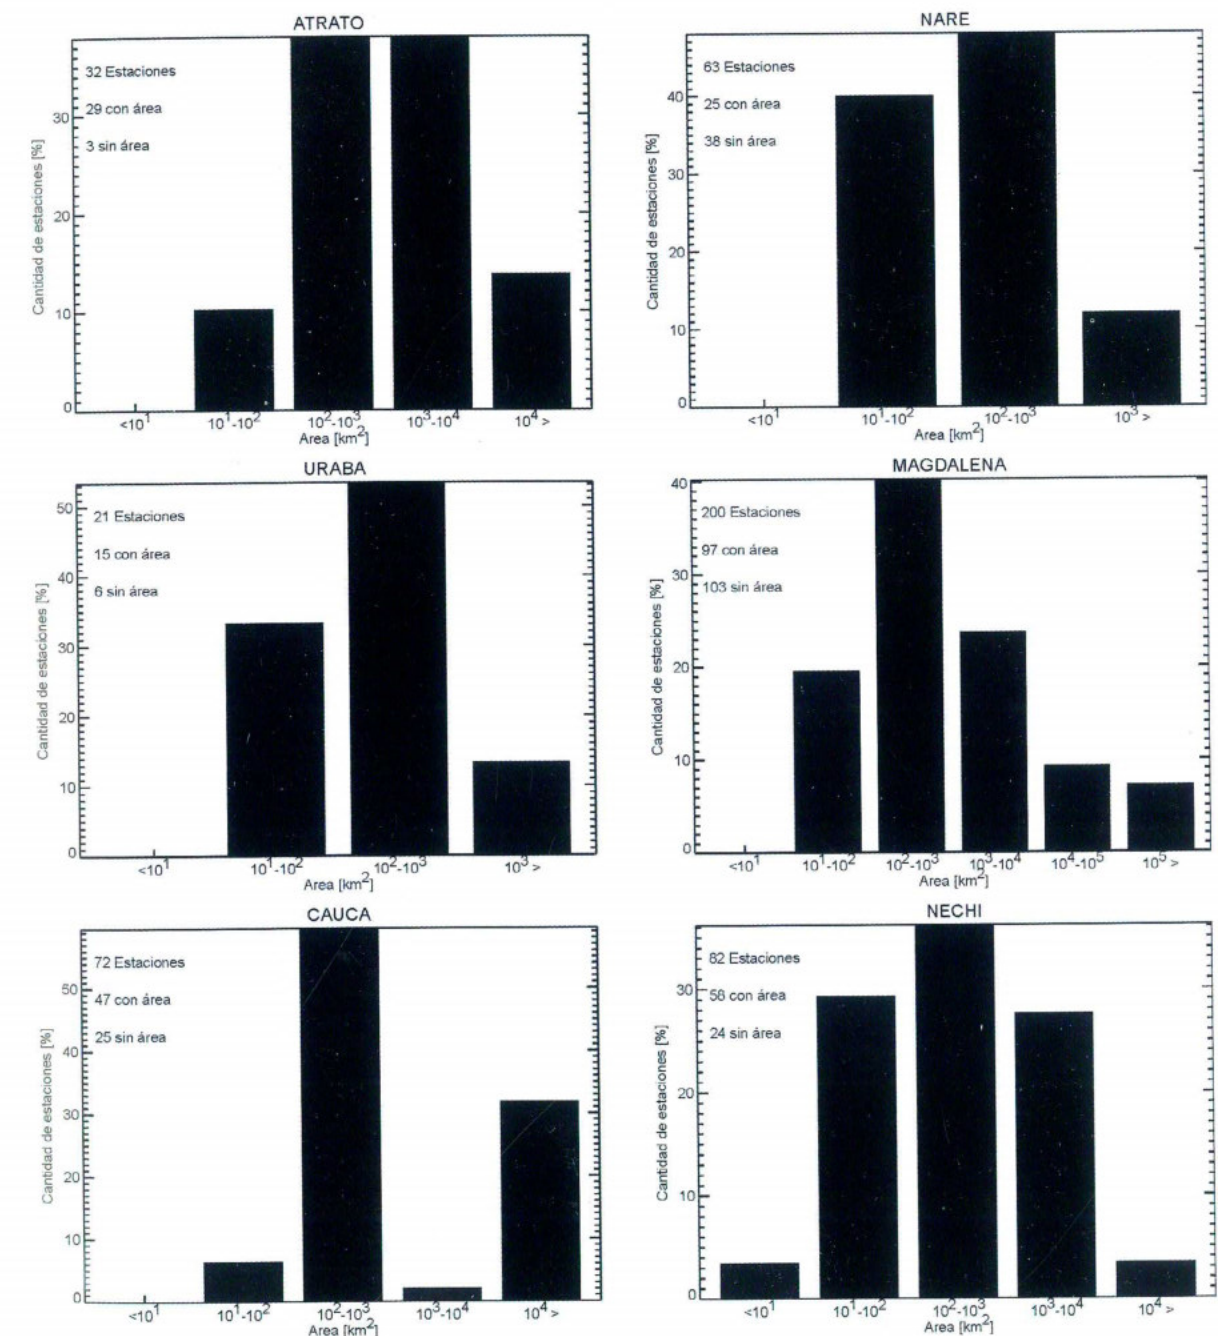 ATRATO
32 Estaciones
29 con área
3 sin área
Cantidad de estaciones [%]
30
20
10
0
<10¹ 10¹-10² 10²-10³ 10³-10⁴ 10⁴ >
Area [km²]
NARE
63 Estaciones
25 con área
38 sin área
Cantidad de estaciones [%]
40
30
20
10
0
<10¹ 10¹-10² 10²-10³ 10³ >
Area [km²]
URABA
21 Estaciones
15 con área
6 sin área
Cantidad de estaciones [%]
50
40
30
20
10
0
<10¹ 10¹-10² 10²-10³ 10³ >
Area [km²]
MAGDALENA
200 Estaciones
97 con área
103 sin área
Cantidad de estaciones [%]
40
30
20
10
0
<10¹ 10¹-10² 10²-10³ 10³-10⁴ 10⁴-10⁵ 10⁵ >
Area [km²]
CAUCA
72 Estaciones
47 con área
25 sin área
Cantidad de estaciones [%]
50
40
30
20
10
0
<10¹ 10¹-10² 10²-10³ 10³-10⁴ 10⁴ >
Area [km²]
NECHI
82 Estaciones
58 con área
24 sin área
Cantidad de estaciones [%]
30
20
10
0
<10¹ 10¹-10² 10²-10³ 10³-10⁴ 10⁴ >
Area [km²]